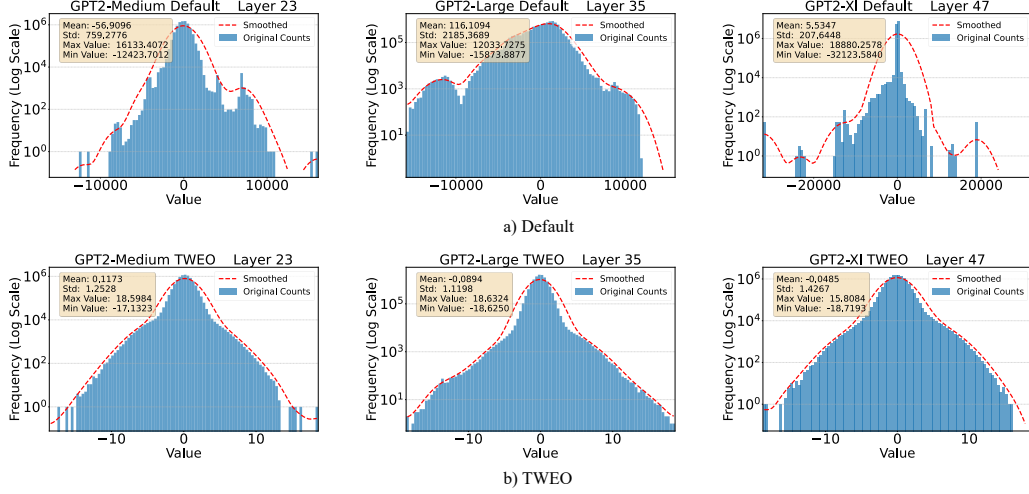 GPT2-Medium Default Layer 23
Frequency (Log Scale)
10^6
10^4
10^2
10^0
Mean: -56,9096
Std: 759,2776
Max Value: 16133.4072
Min Value: -12423.7012
Smoothed
Original Counts
−10000
0
10000
Value
GPT2-Large Default Layer 35
Frequency (Log Scale)
10^5
10^3
10^1
Mean: 116,1094
Std: 2185,3689
Max Value: 12033.7275
Min Value: -15873.8877
Smoothed
Original Counts
−10000
0
10000
Value
GPT2-Xl Default Layer 47
Frequency (Log Scale)
10^6
10^4
10^2
10^0
Mean: 5,5347
Std: 207,6448
Max Value: 18880.2578
Min Value: -32123.5840
Smoothed
Original Counts
−20000
0
20000
Value
a) Default
GPT2-Medium TWEO Layer 23
Frequency (Log Scale)
10^6
10^4
10^2
10^0
Mean: 0,1173
Std: 1.2528
Max Value: 18.5984
Min Value: -17,1323
Smoothed
Original Counts
−10
0
10
Value
GPT2-Large TWEO Layer 35
Frequency (Log Scale)
10^5
10^3
10^1
Mean: -0,0894
Std: 1.1198
Max Value: 18.6324
Min Value: -18,6250
Smoothed
Original Counts
−10
0
10
Value
GPT2-Xl TWEO Layer 47
Frequency (Log Scale)
10^6
10^4
10^2
10^0
Mean: -0,0485
Std: 1.4267
Max Value: 15.8084
Min Value: -18,7193
Smoothed
Original Counts
−10
0
10
Value
b) TWEO